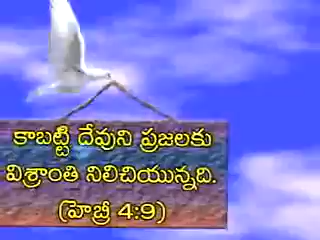 కాబట్టి దేవుని ప్రజలకు
విశ్రాంతి నిలిచియున్నది.
(హెబ్రీ 4:9)